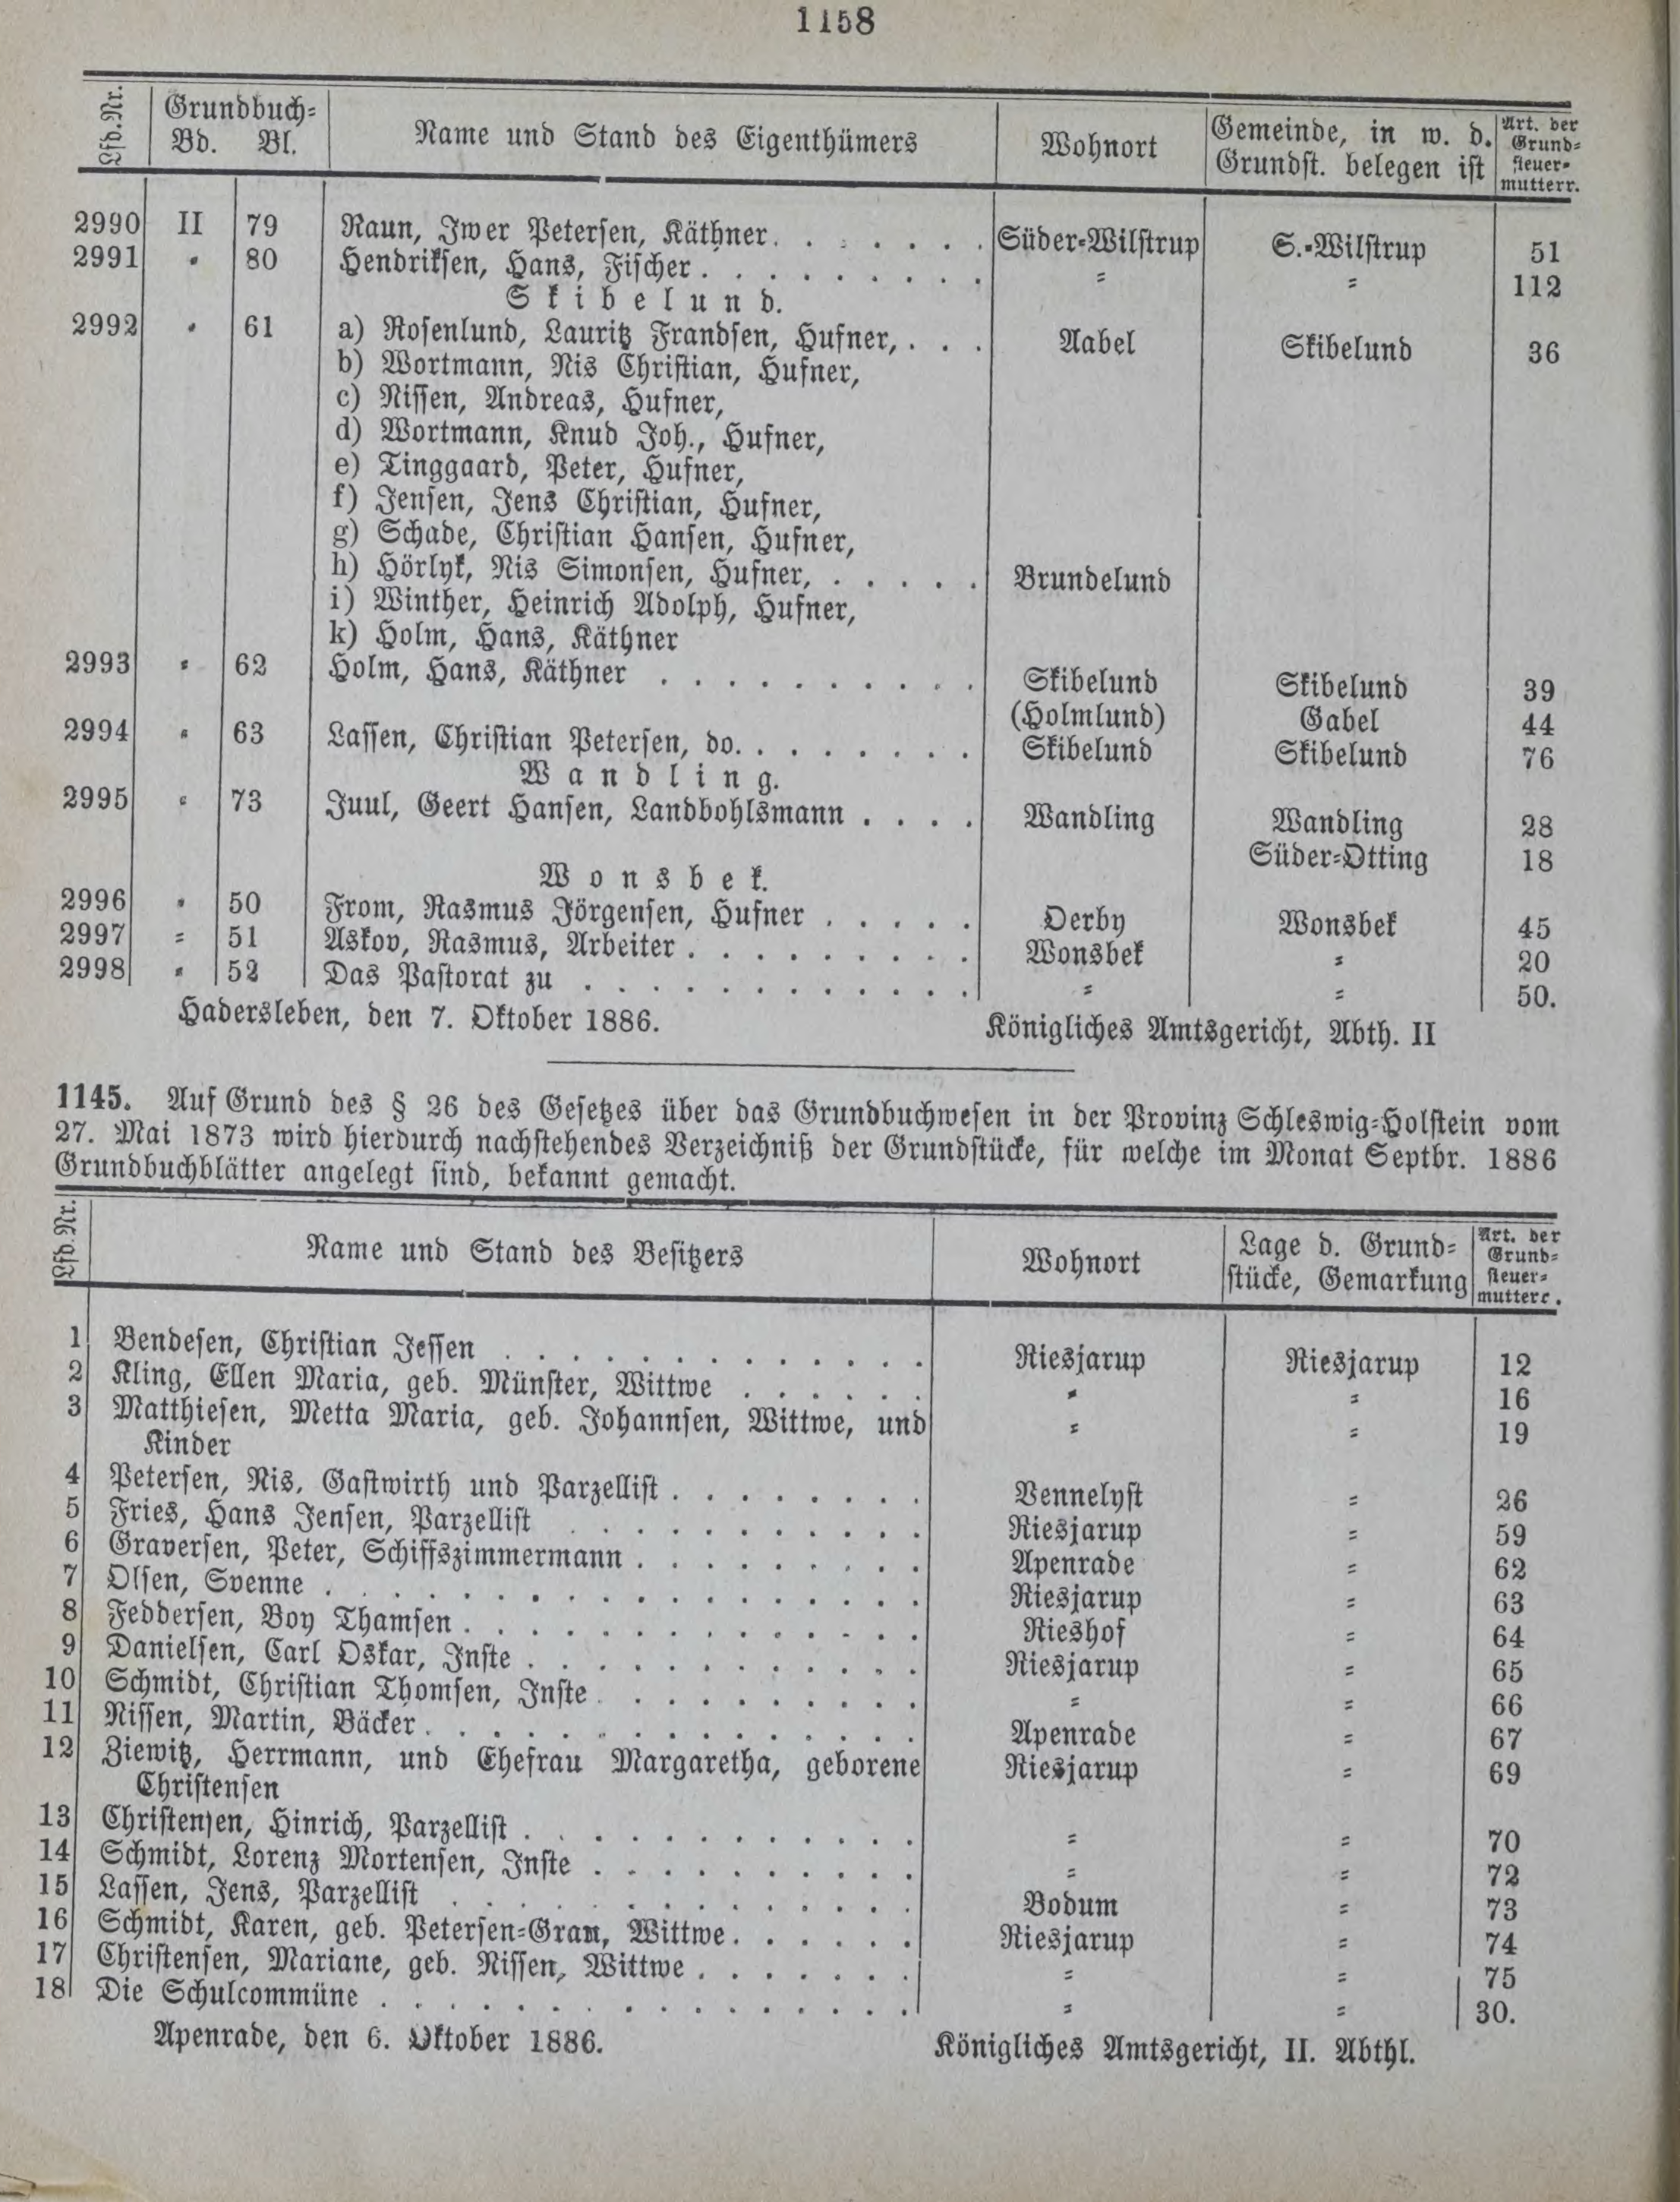 1158
Lfd. Nr. Grundbuch= Bd. Bl. Name und Stand des Eigenthümers Wohnort Gemeinde, in w. d. Grundst. belegen ist Art. der Grund= steuer= mutterr.
2990 II 79 Raun, Iwer Petersen, Käthner. . . . . . . Süder=Wilstrup S.=Wilstrup 51
2991 " 80 Hendriksen, Hans, Fischer . . . . . . . . . = = 112
Skibelund.
2992 " 61 a) Rosenlund, Lauritz Frandsen, Hufner, . . . Aabel Skibelund 36
b) Wortmann, Nis Christian, Hufner,
c) Nissen, Andreas, Hufner,
d) Wortmann, Knud Joh., Hufner,
e) Tinggaard, Peter, Hufner,
f) Jensen, Jens Christian, Hufner,
g) Schade, Christian Hansen, Hufner,
h) Hörlyk, Nis Simonsen, Hufner, . . . . . Brundelund
i) Winther, Heinrich Adolph, Hufner,
k) Holm, Hans, Käthner
2993 " 62 Holm, Hans, Käthner . . . . . . . . . . Skibelund Skibelund 39
(Holmlund) Gabel 44
2994 " 63 Lassen, Christian Petersen, do. . . . . . . . Skibelund Skibelund 76
Wandling.
2995 " 73 Juul, Geert Hansen, Landbohlsmann . . . . Wandling Wandling 28
Süder=Otting 18
Wonsbek.
2996 " 50 From, Rasmus Jörgensen, Hufner . . . . . Derby Wonsbek 45
2997 = 51 Askov, Rasmus, Arbeiter . . . . . . . . . Wonsbek = 20
2998 " 52 Das Pastorat zu . . . . . . . . . . . . = = 50.
Hadersleben, den 7. Oktober 1886. Königliches Amtsgericht, Abth. II
1145. Auf Grund des § 26 des Gesetzes über das Grundbuchwesen in der Provinz Schleswig=Holstein vom
27. Mai 1873 wird hierdurch nachstehendes Verzeichniß der Grundstücke, für welche im Monat Septbr. 1886
Grundbuchblätter angelegt sind, bekannt gemacht.
Lfd. Nr. Name und Stand des Besitzers Wohnort Lage d. Grund= stücke, Gemarkung Art. der Grund= steuer= mutterr.
1 Bendesen, Christian Jessen . . . . . . . . . . . . Riesjarup Riesjarup 12
2 Kling, Ellen Maria, geb. Münster, Wittwe . . . . . . = = 16
3 Matthiesen, Metta Maria, geb. Johannsen, Wittwe, und = = 19
Kinder
4 Petersen, Nis, Gastwirth und Parzellist . . . . . . . . Vennelyst = 26
5 Fries, Hans Jensen, Parzellist . . . . . . . . . . Riesjarup = 59
6 Graversen, Peter, Schiffszimmermann . . . . . . . . . Apenrade = 62
7 Olsen, Svenne . . . . . . . . . . . . . . . . Riesjarup = 63
8 Feddersen, Boy Thamsen . . . . . . . . . . . . . Rieshof = 64
9 Danielsen, Carl Oskar, Inste . . . . . . . . . . . Riesjarup = 65
10 Schmidt, Christian Thomsen, Inste . . . . . . . . . = = 66
11 Nissen, Martin, Bäcker . . . . . . . . . . . . . Apenrade = 67
12 Ziewitz, Herrmann, und Ehefrau Margaretha, geborene Riesjarup = 69
Christensen
13 Christensen, Hinrich, Parzellist . . . . . . . . . . . = = 70
14 Schmidt, Lorenz Mortensen, Inste . . . . . . . . . . = = 72
15 Lassen, Jens, Parzellist . . . . . . . . . . . . Bodum = 73
16 Schmidt, Karen, geb. Petersen=Gran, Wittwe . . . . . . Riesjarup = 74
17 Christensen, Mariane, geb. Nissen, Wittwe . . . . . . . = = 75
18 Die Schulcommüne . . . . . . . . . . . . . . . = = 30.
Apenrade, den 6. Oktober 1886. Königliches Amtsgericht, II. Abthl.